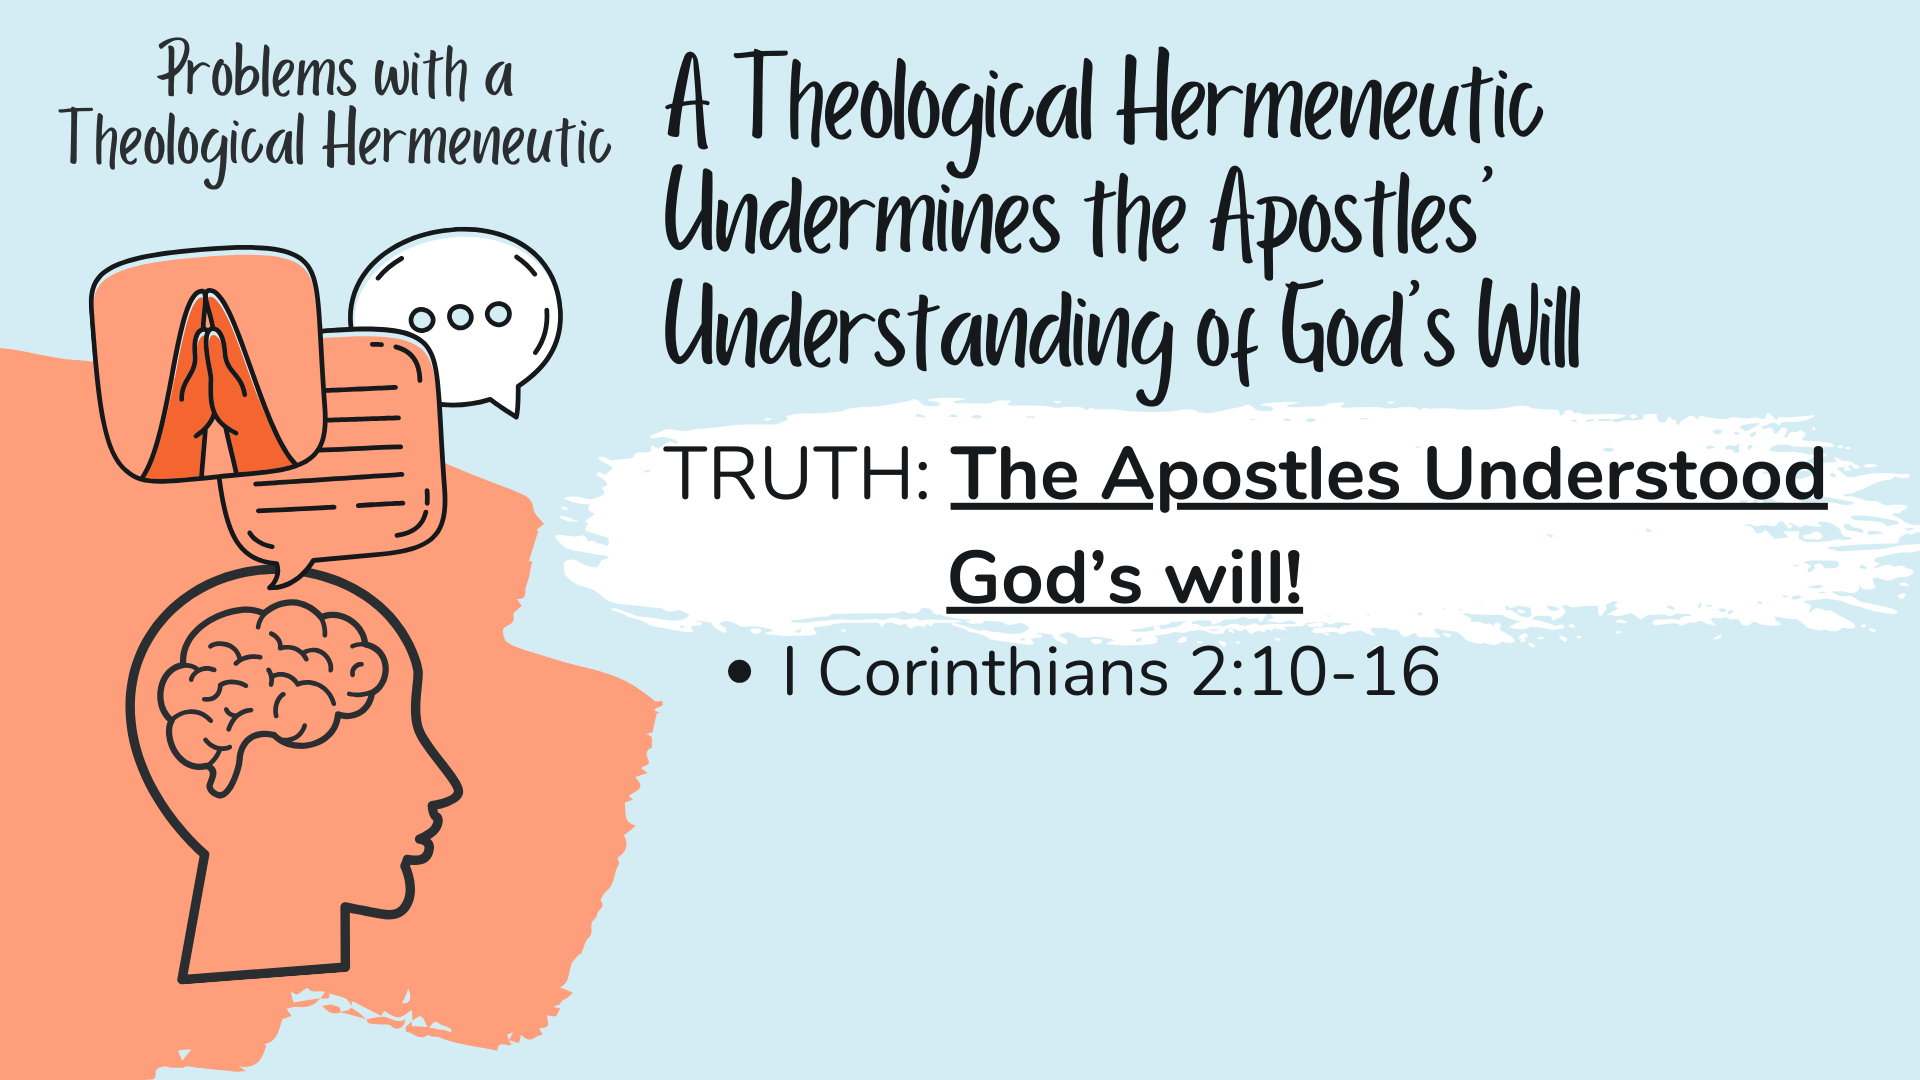 Problems with a
Theological Hermeneutic
A Theological Hermeneutic
Undermines the Apostles'
Understanding of God's Will
TRUTH: The Apostles Understood
God’s will!
• I Corinthians 2:10-16